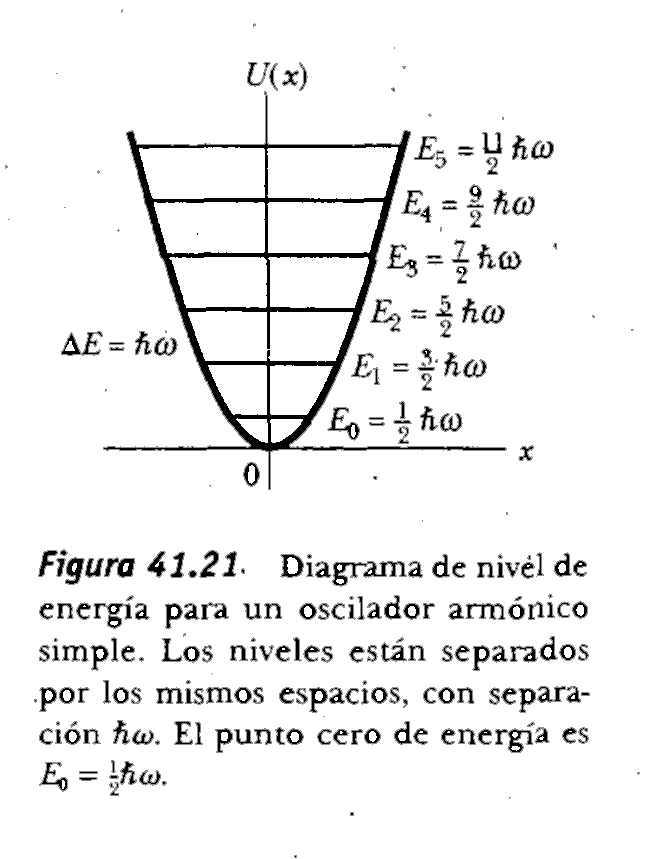 U(x)
E₅ = 11/2 ħω
E₄ = 9/2 ħω
E₃ = 7/2 ħω
E₂ = 5/2 ħω
ΔE = ħω
E₁ = 3/2 ħω
E₀ = 1/2 ħω
x
0
Figura 41.21. Diagrama de nivel de
energía para un oscilador armónico
simple. Los niveles están separados
por los mismos espacios, con separa-
ción ħω. El punto cero de energía es
E₀ = ½ħω.